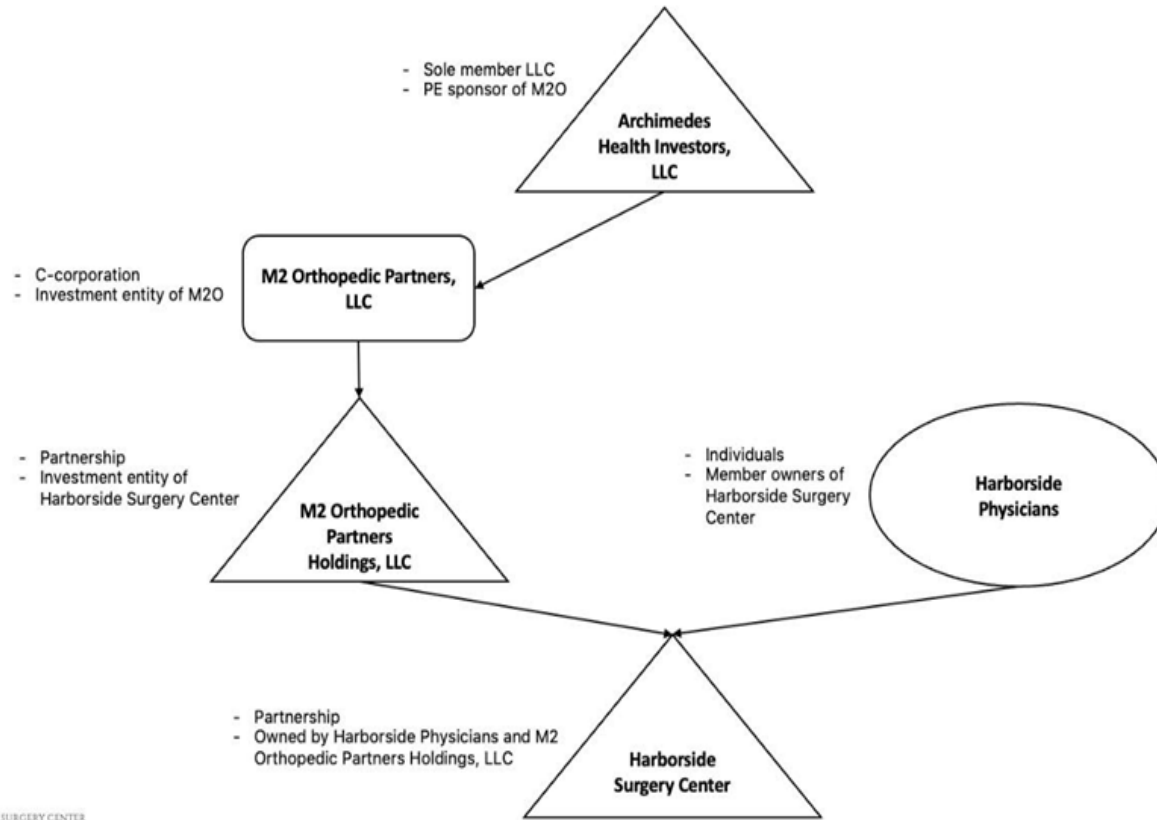 - Sole member LLC
- PE sponsor of M2O
Archimedes
Health Investors,
LLC
- C-corporation
- Investment entity of M2O
M2 Orthopedic Partners,
LLC
- Partnership
- Investment entity of
Harborside Surgery Center
M2 Orthopedic
Partners
Holdings, LLC
- Individuals
- Member owners of
Harborside Surgery
Center
Harborside
Physicians
- Partnership
- Owned by Harborside Physicians and M2
Orthopedic Partners Holdings, LLC
Harborside
Surgery Center
SURGERY CENTER